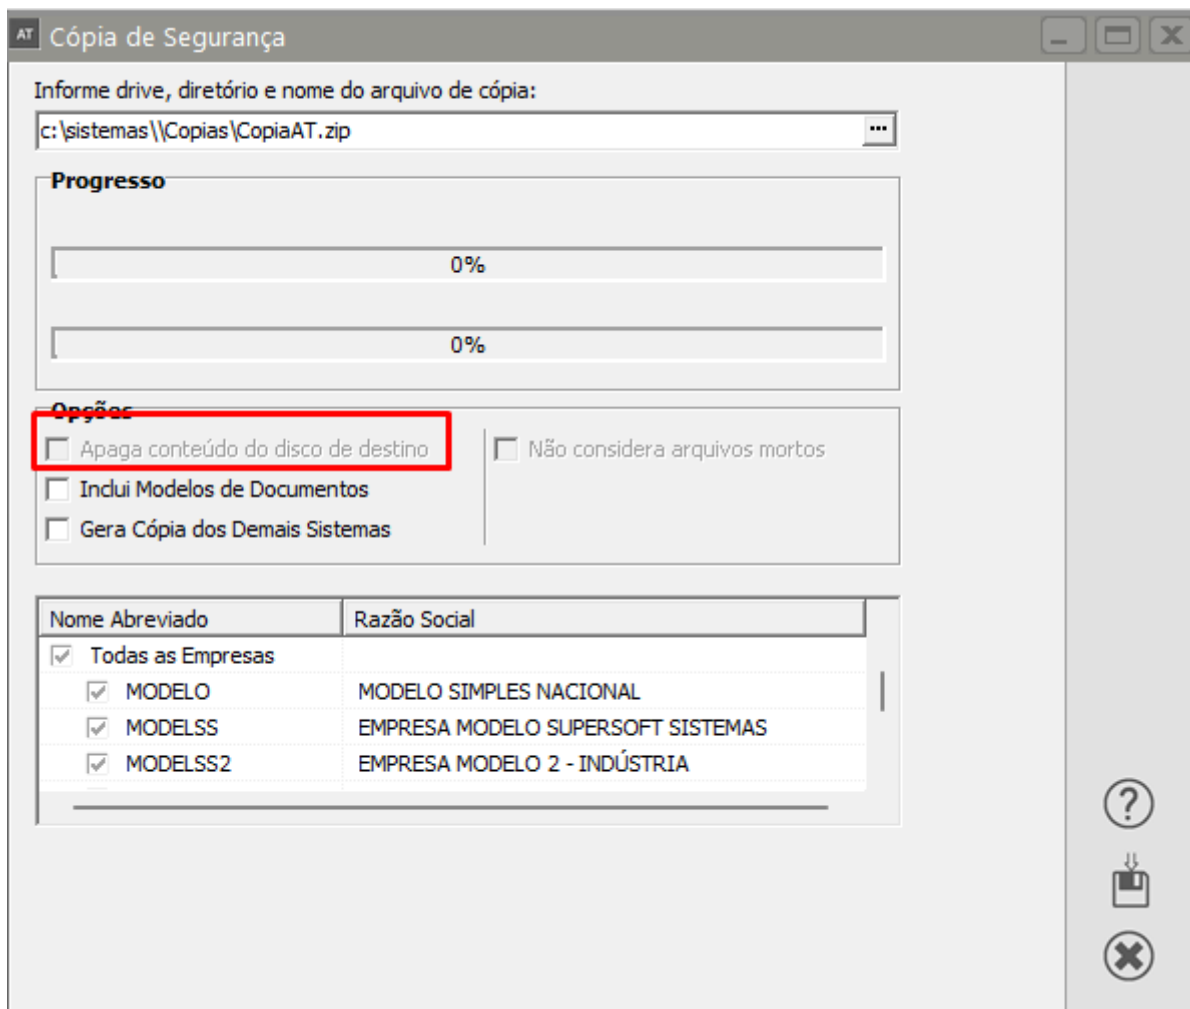 AT Cópia de Segurança
Informe drive, diretório e nome do arquivo de cópia:
c:\sistemas\\Copias\CopiaAT.zip ...
Progresso
0%
0%
Opções
Apaga conteúdo do disco de destino
Não considera arquivos mortos
Inclui Modelos de Documentos
Gera Cópia dos Demais Sistemas
Nome Abreviado Razão Social
Todas as Empresas
MODELO MODELO SIMPLES NACIONAL
MODELSS EMPRESA MODELO SUPERSOFT SISTEMAS
MODELSS2 EMPRESA MODELO 2 - INDÚSTRIA
?